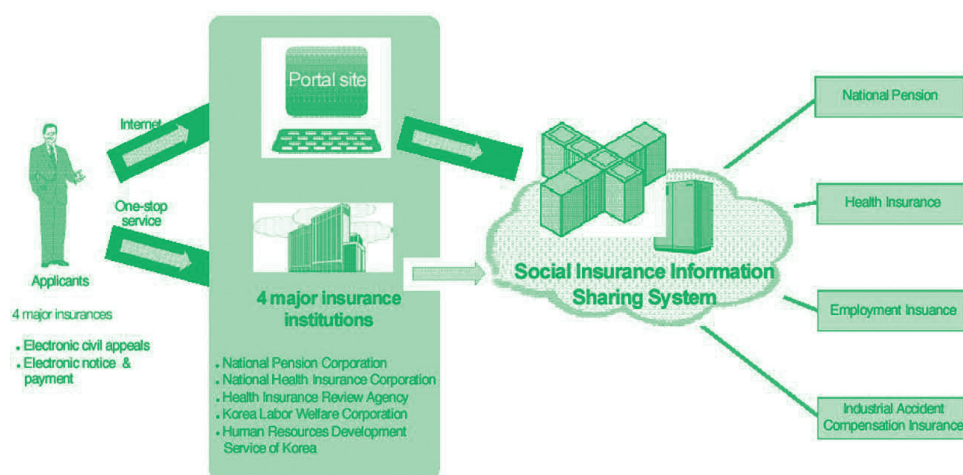 Portal site
Internet
One-stop
service
Applicants
4 major insurances
• Electronic civil appeals
• Electronic notice &
payment
4 major insurance
institutions
• National Pension Corporation
• National Health Insurance Corporation
• Health Insurance Review Agency
• Korea Labor Welfare Corporation
• Human Resources Development
Service of Korea
Social Insurance Information
Sharing System
National Pension
Health Insurance
Employment Insuance
Industrial Accident
Compensation Insurance